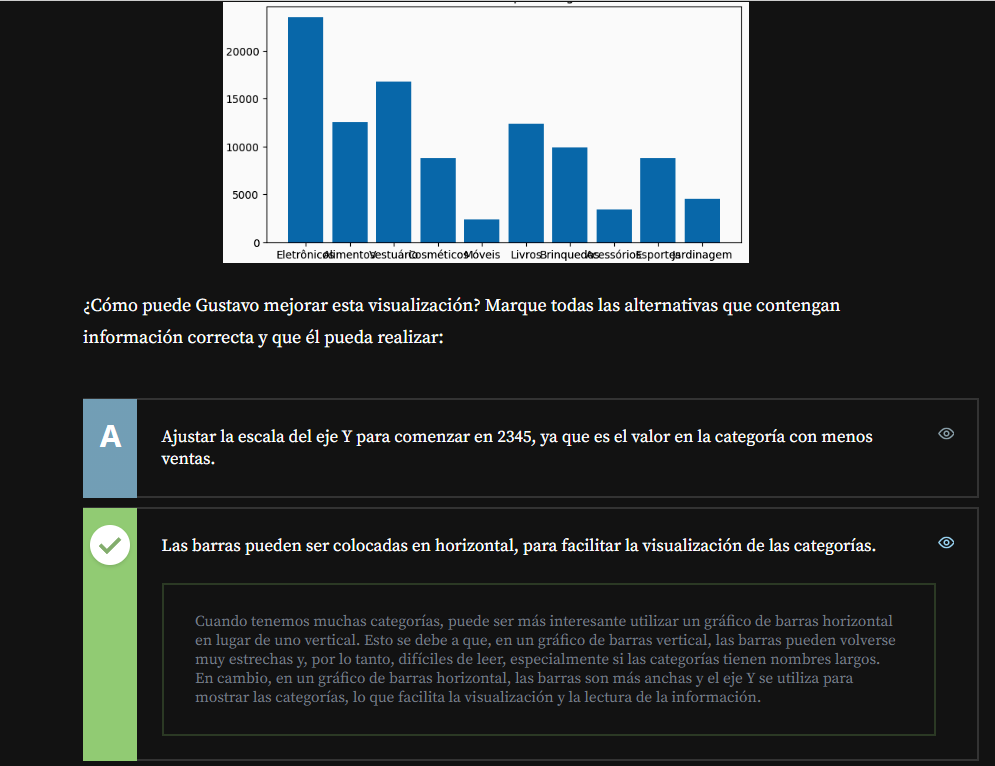 20000
15000
10000
5000
0
Eletrônicos Alimentos Vestuário Cosméticos Móveis Livros Brinquedos Acessórios Esportes Jardinagem
¿Cómo puede Gustavo mejorar esta visualización? Marque todas las alternativas que contengan
información correcta y que él pueda realizar:
A
Ajustar la escala del eje Y para comenzar en 2345, ya que es el valor en la categoría con menos
ventas.
Las barras pueden ser colocadas en horizontal, para facilitar la visualización de las categorías.
Cuando tenemos muchas categorías, puede ser más interesante utilizar un gráfico de barras horizontal
en lugar de uno vertical. Esto se debe a que, en un gráfico de barras vertical, las barras pueden volverse
muy estrechas y, por lo tanto, difíciles de leer, especialmente si las categorías tienen nombres largos.
En cambio, en un gráfico de barras horizontal, las barras son más anchas y el eje Y se utiliza para
mostrar las categorías, lo que facilita la visualización y la lectura de la información.